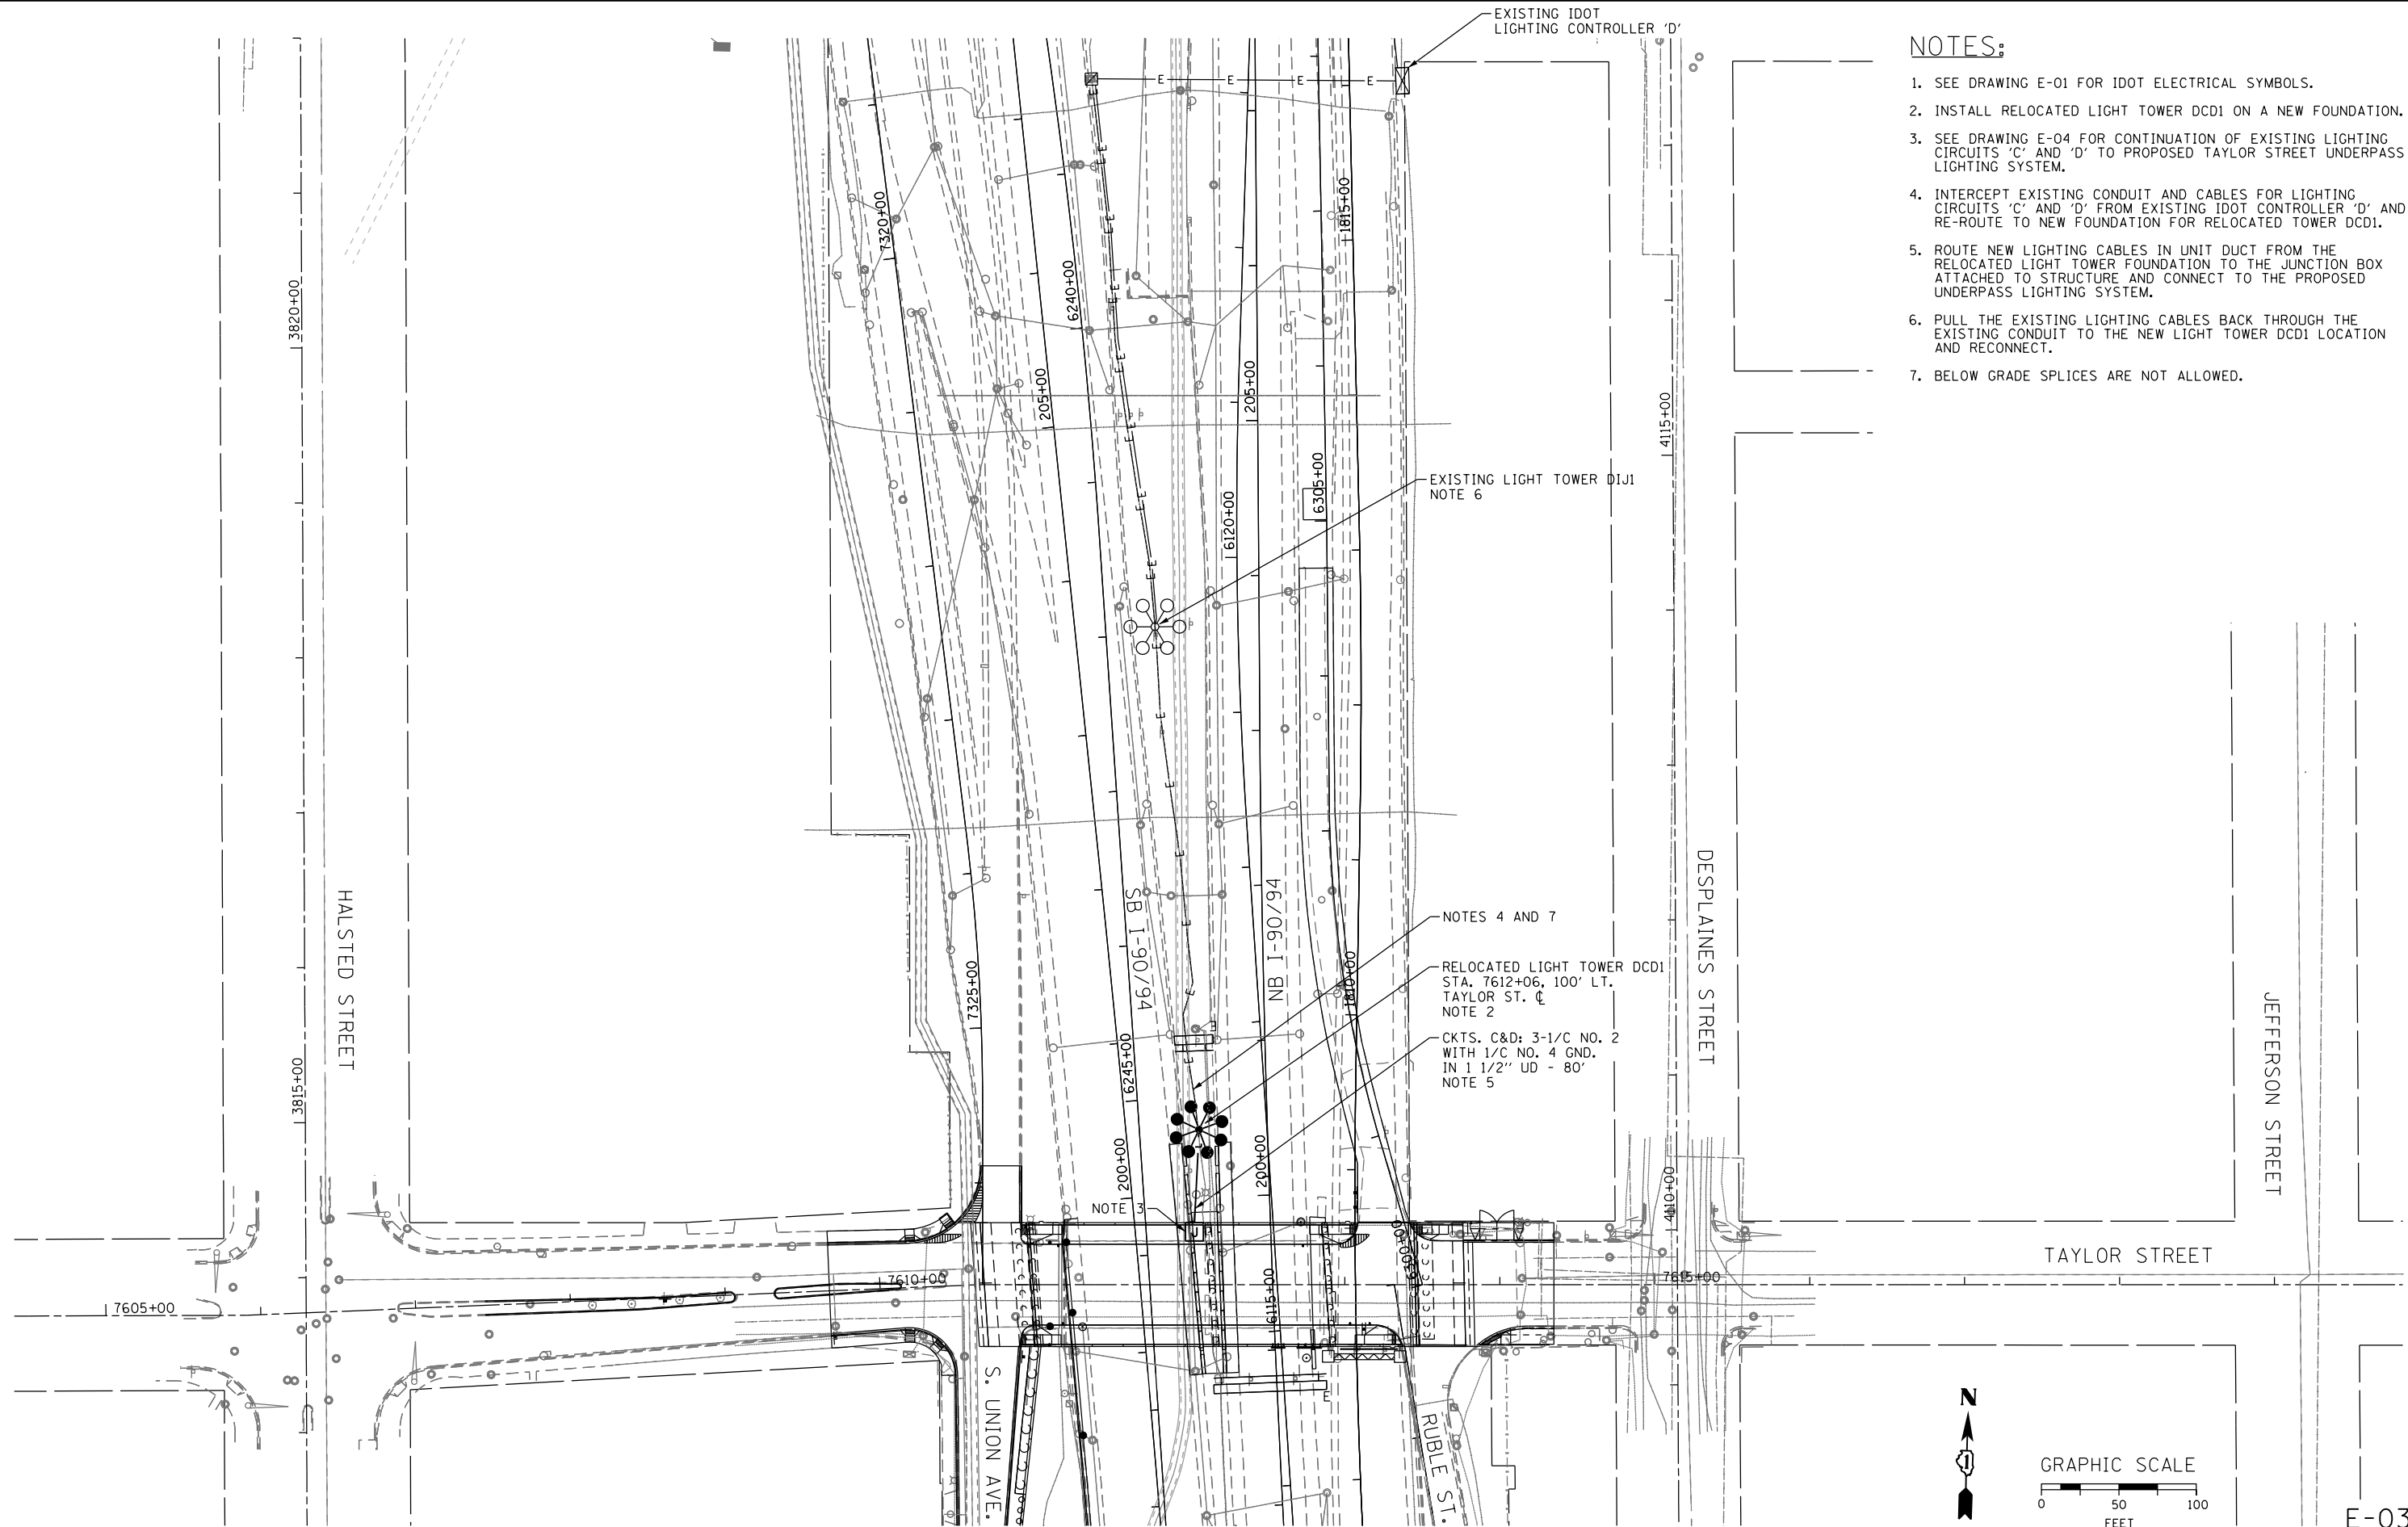 EXISTING IDOT
LIGHTING CONTROLLER 'D'
NOTES:
1. SEE DRAWING E-01 FOR IDOT ELECTRICAL SYMBOLS.
2. INSTALL RELOCATED LIGHT TOWER DCD1 ON A NEW FOUNDATION.
3. SEE DRAWING E-04 FOR CONTINUATION OF EXISTING LIGHTING
CIRCUITS 'C' AND 'D' TO PROPOSED TAYLOR STREET UNDERPASS
LIGHTING SYSTEM.
4. INTERCEPT EXISTING CONDUIT AND CABLES FOR LIGHTING
CIRCUITS 'C' AND 'D' FROM EXISTING IDOT CONTROLLER 'D' AND
RE-ROUTE TO NEW FOUNDATION FOR RELOCATED TOWER DCD1.
5. ROUTE NEW LIGHTING CABLES IN UNIT DUCT FROM THE
RELOCATED LIGHT TOWER FOUNDATION TO THE JUNCTION BOX
ATTACHED TO STRUCTURE AND CONNECT TO THE PROPOSED
UNDERPASS LIGHTING SYSTEM.
6. PULL THE EXISTING LIGHTING CABLES BACK THROUGH THE
EXISTING CONDUIT TO THE NEW LIGHT TOWER DCD1 LOCATION
AND RECONNECT.
7. BELOW GRADE SPLICES ARE NOT ALLOWED.
E E E E
3820+00
7320+00
6240+00
1815+00
205+00
205+00
4115+00
6120+00
6305+00
EXISTING LIGHT TOWER DIJ1
NOTE 6
HALSTED STREET
SB I-90/94
NB I-90/94
DESPLAINES STREET
JEFFERSON STREET
NOTES 4 AND 7
RELOCATED LIGHT TOWER DCD1
STA. 7612+06, 100' LT.
TAYLOR ST. ℄
NOTE 2
CKTS. C&D: 3-1/C NO. 2
WITH 1/C NO. 4 GND.
IN 1 1/2" UD - 80'
NOTE 5
7325+00
1810+00
3815+00
6245+00
200+00
200+00
4110+00
NOTE 3
J
TAYLOR STREET
7605+00
7610+00
7615+00
6115+00
S. UNION AVE.
RUBLE ST.
E
N
1
GRAPHIC SCALE
0 50 100
FEET
E-03